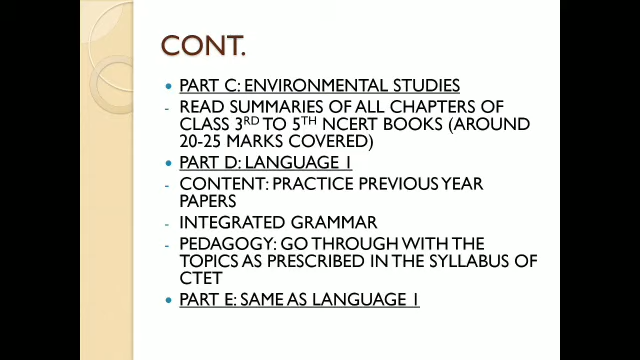 CONT.
PART C: ENVIRONMENTAL STUDIES
- READ SUMMARIES OF ALL CHAPTERS OF
CLASS 3RD TO 5TH NCERT BOOKS (AROUND
20-25 MARKS COVERED)
PART D: LANGUAGE 1
- CONTENT: PRACTICE PREVIOUS YEAR
PAPERS
- INTEGRATED GRAMMAR
- PEDAGOGY: GO THROUGH WITH THE
TOPICS AS PRESCRIBED IN THE SYLLABUS OF
CTET
PART E: SAME AS LANGUAGE 1